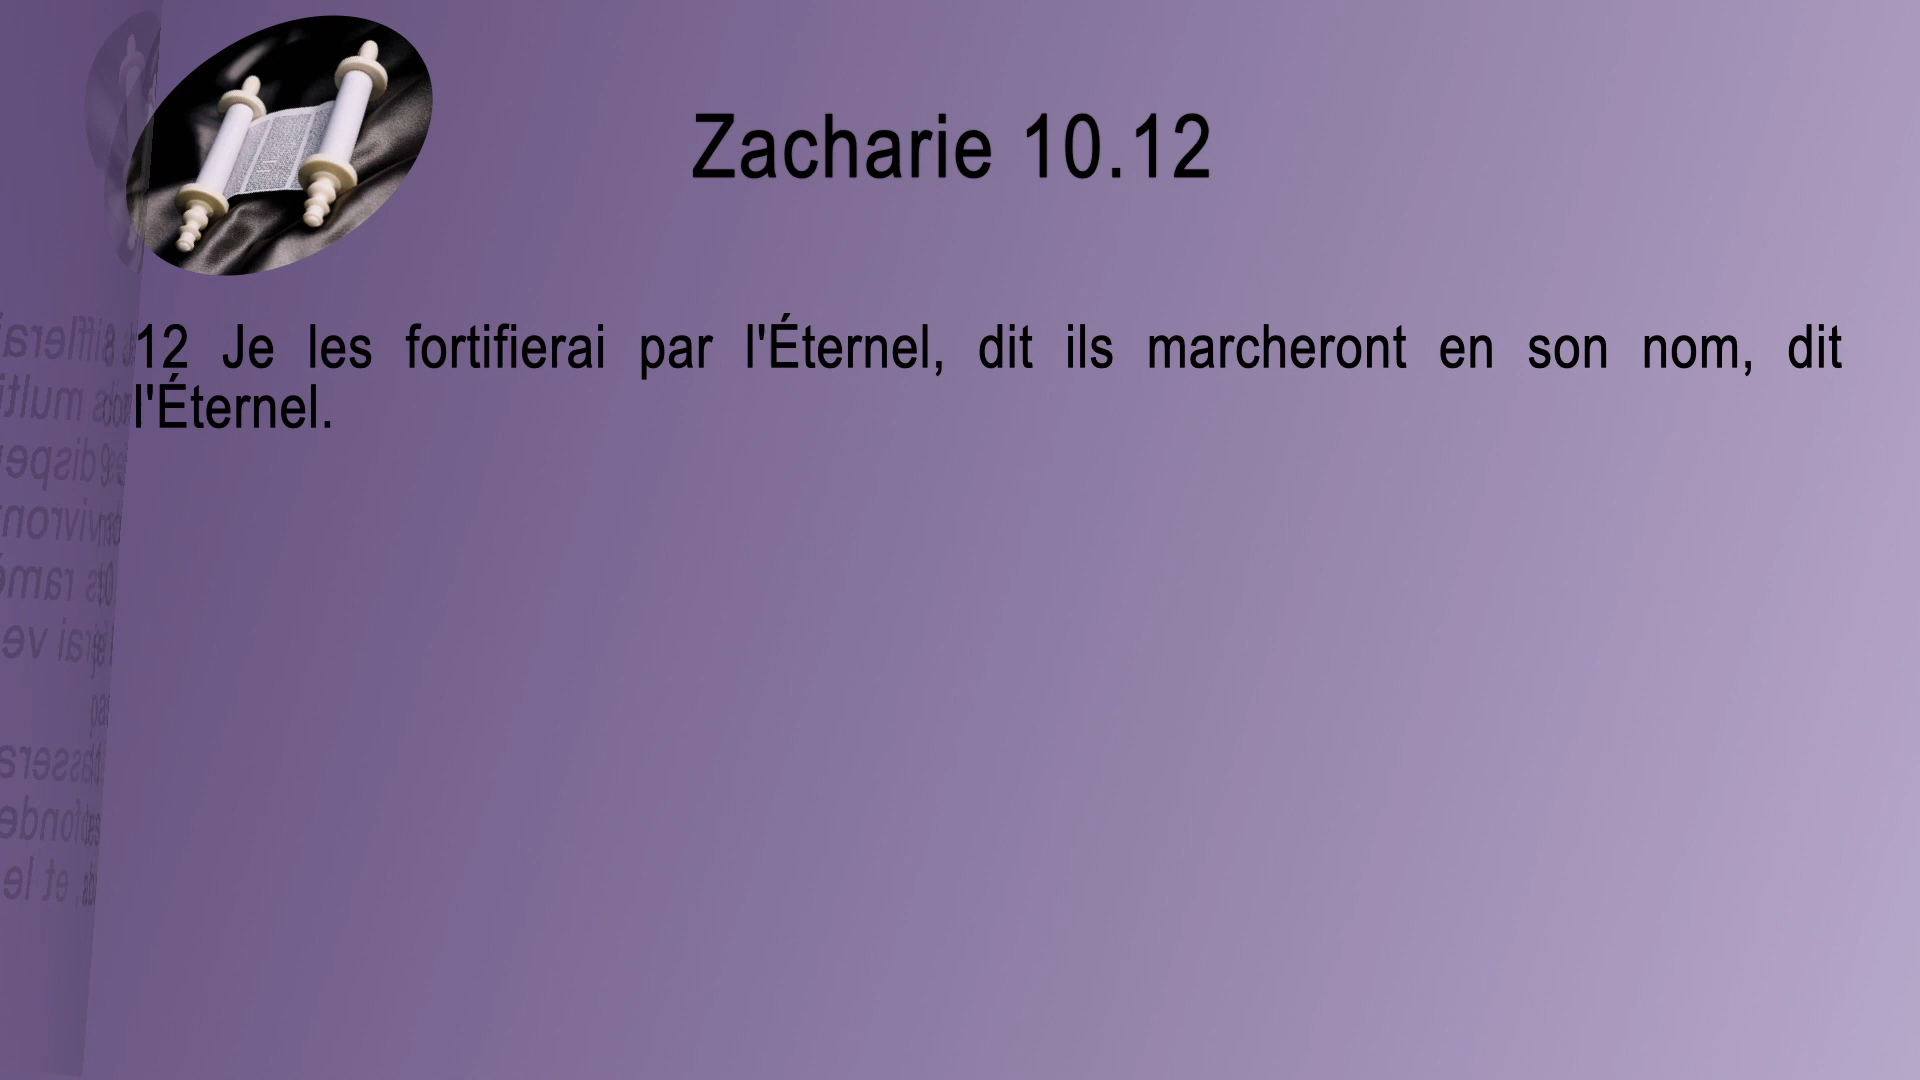 Zacharie 10.12
12 Je les fortifierai par l'Éternel, dit ils marcheront en son nom, dit
l'Éternel.